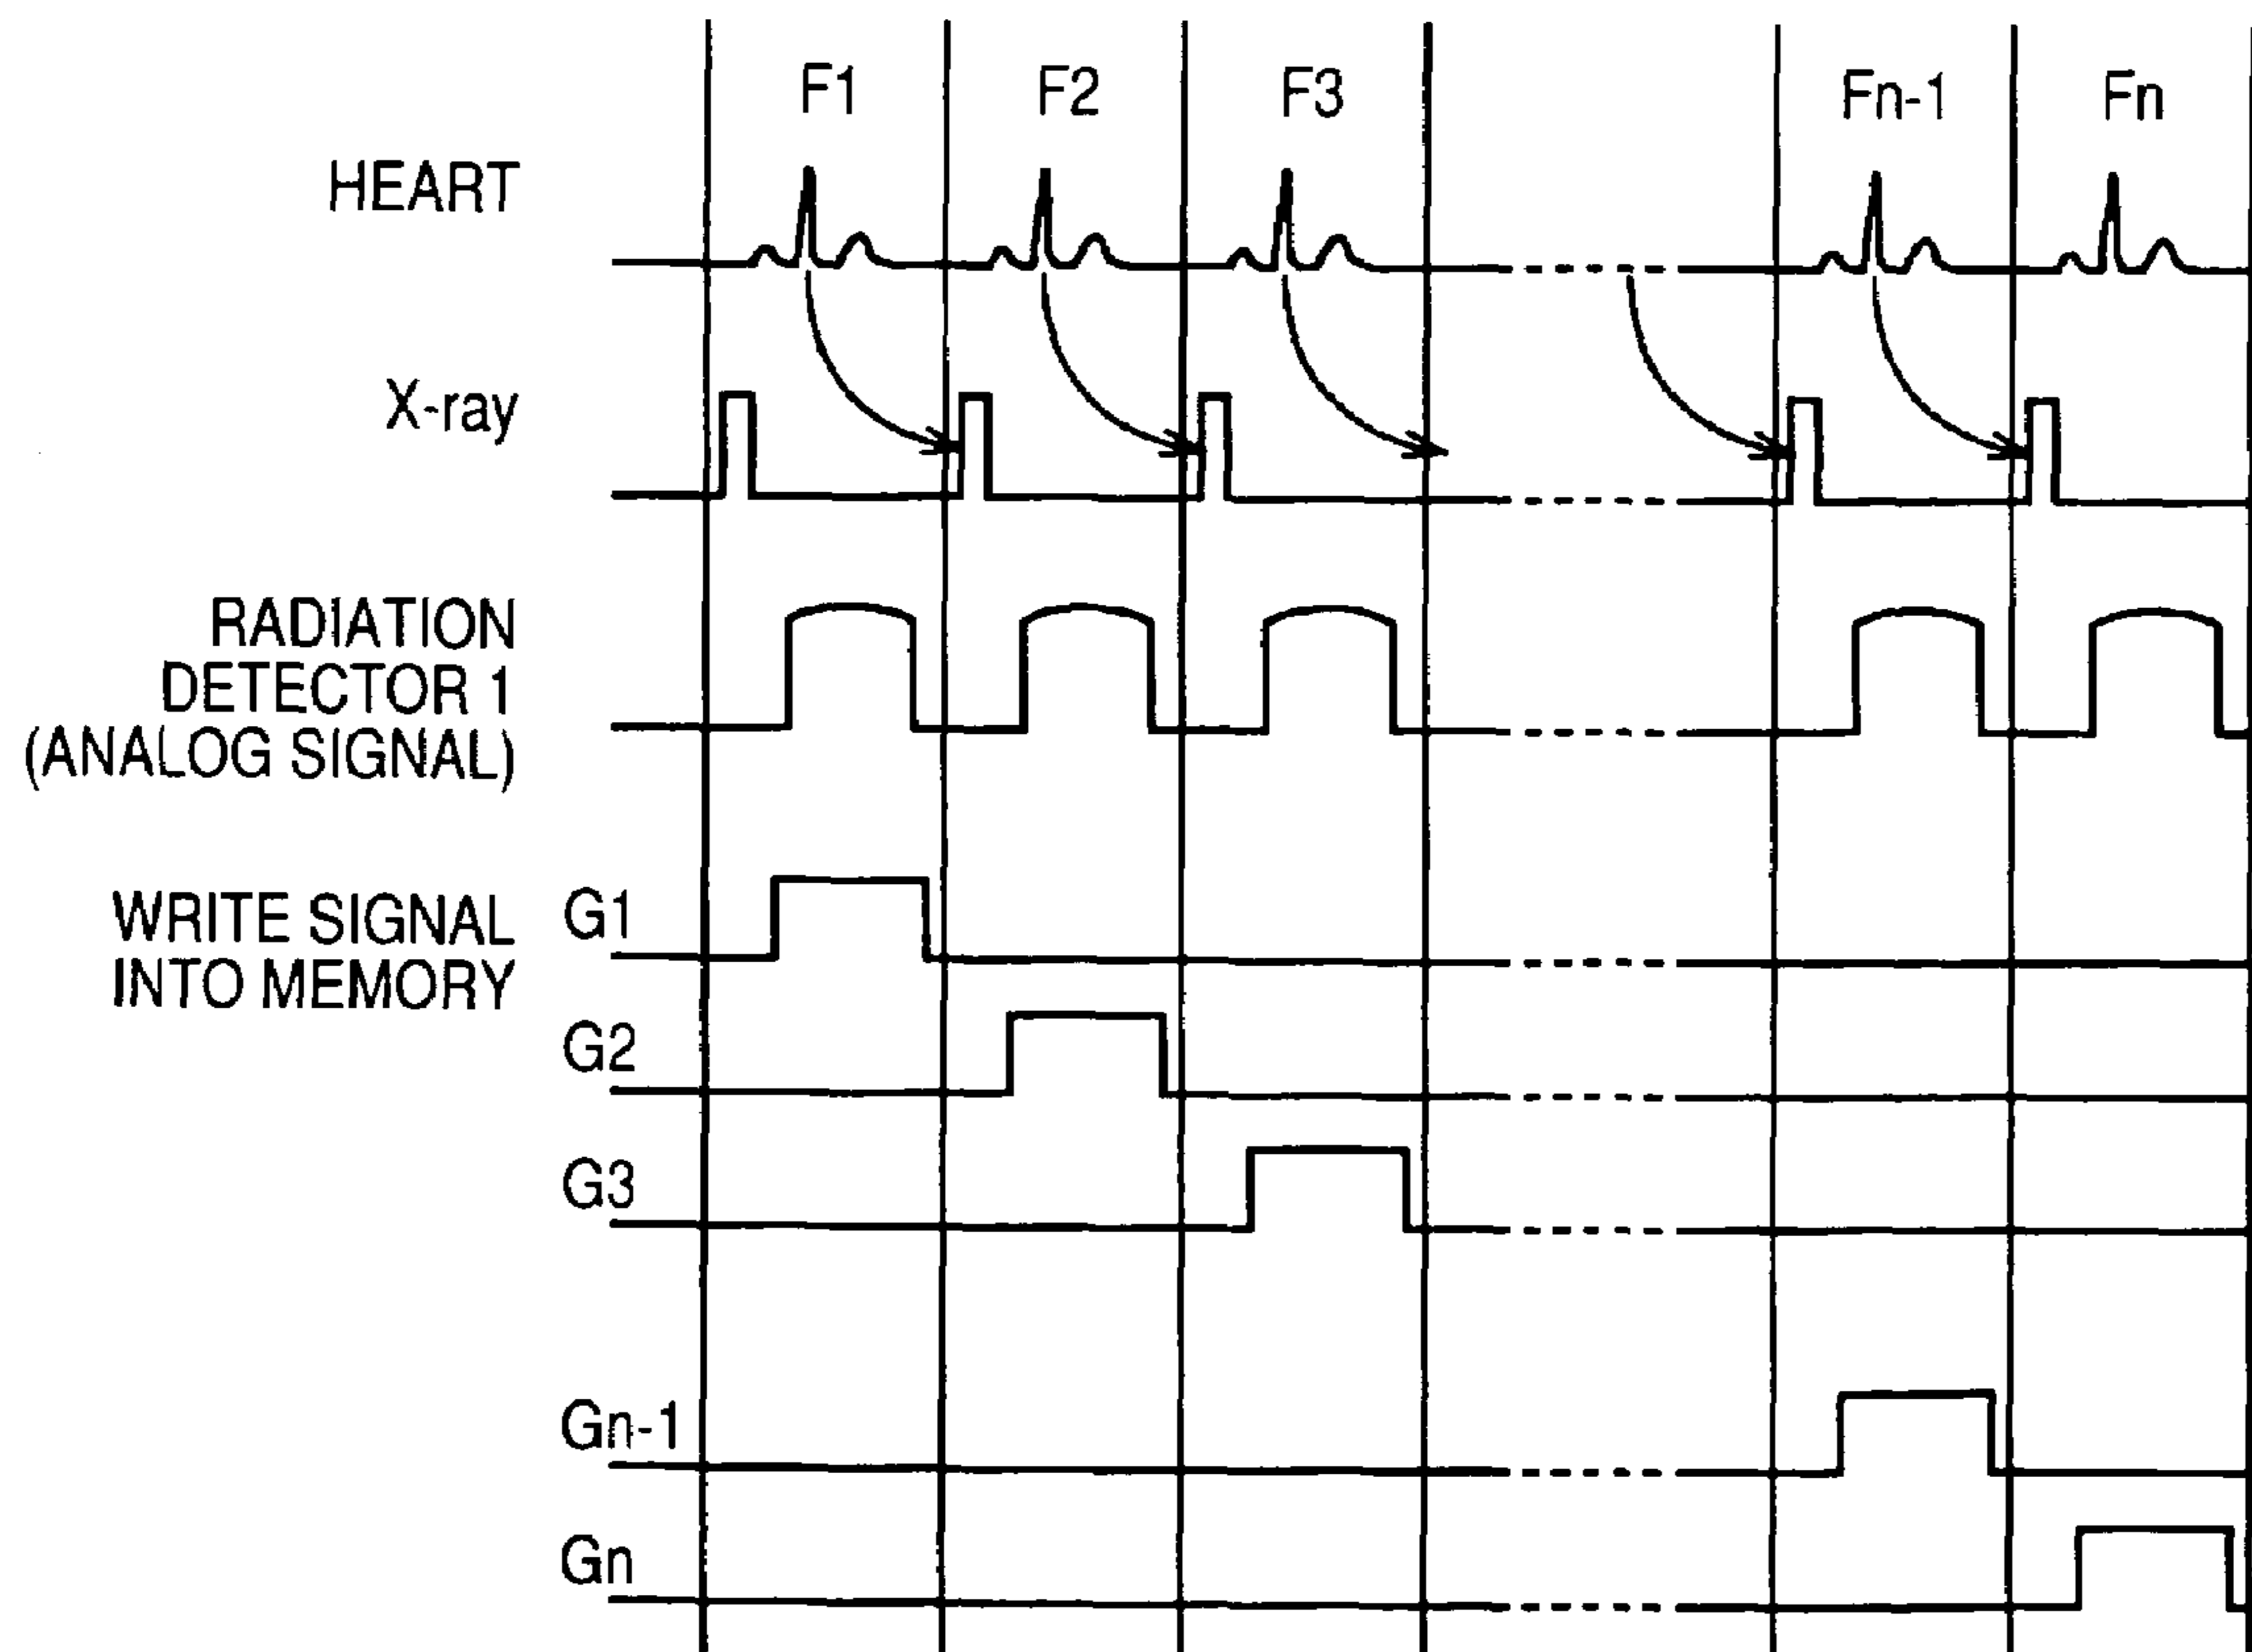 F1 F2 F3 Fn-1 Fn
HEART
X-ray
RADIATION
DETECTOR 1
(ANALOG SIGNAL)
WRITE SIGNAL
INTO MEMORY
G1
G2
G3
Gn-1
Gn